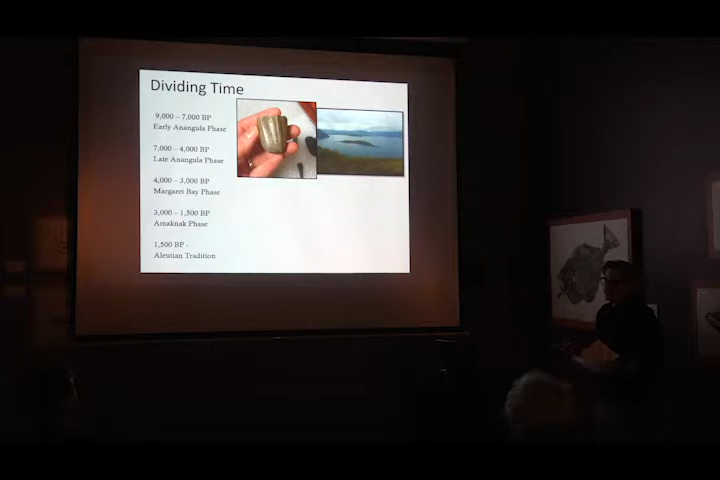 Dividing Time
9,000 – 7,000 BP
Early Anangula Phase
7,000 – 4,000 BP
Late Anangula Phase
4,000 – 3,000 BP
Margaret Bay Phase
3,000 – 1,500 BP
Amaknak Phase
1,500 BP -
Aleutian Tradition